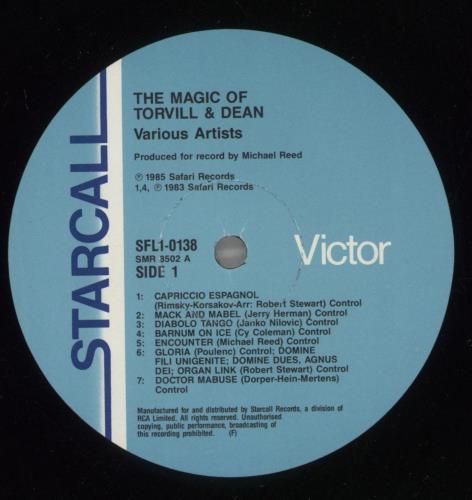 STARCALL
THE MAGIC OF
TORVILL & DEAN
Various Artists
Produced for record by Michael Reed
℗ 1985 Safari Records
1,4, ℗ 1983 Safari Records
SFL1-0138
SMR 3502 A
SIDE 1
Victor
1: CAPRICCIO ESPAGNOL
(Rimsky-Korsakov-Arr: Robert Stewart) Control
2: MACK AND MABEL (Jerry Herman) Control
3: DIABOLO TANGO (Janko Nilovic) Control
4: BARNUM ON ICE (Cy Coleman) Control
5: ENCOUNTER (Michael Reed) Control
6: GLORIA (Poulenc) Control; DOMINE
FILI UNIGENITE; DOMINE DUES, AGNUS
DEI; ORGAN LINK (Robert Stewart) Control
7: DOCTOR MABUSE (Dorper-Hein-Mertens)
Control
Manufactured for and distributed by Starcall Records, a division of
RCA Limited. All rights reserved. Unauthorised
copying, public performance, broadcasting of
this recording prohibited. (F)